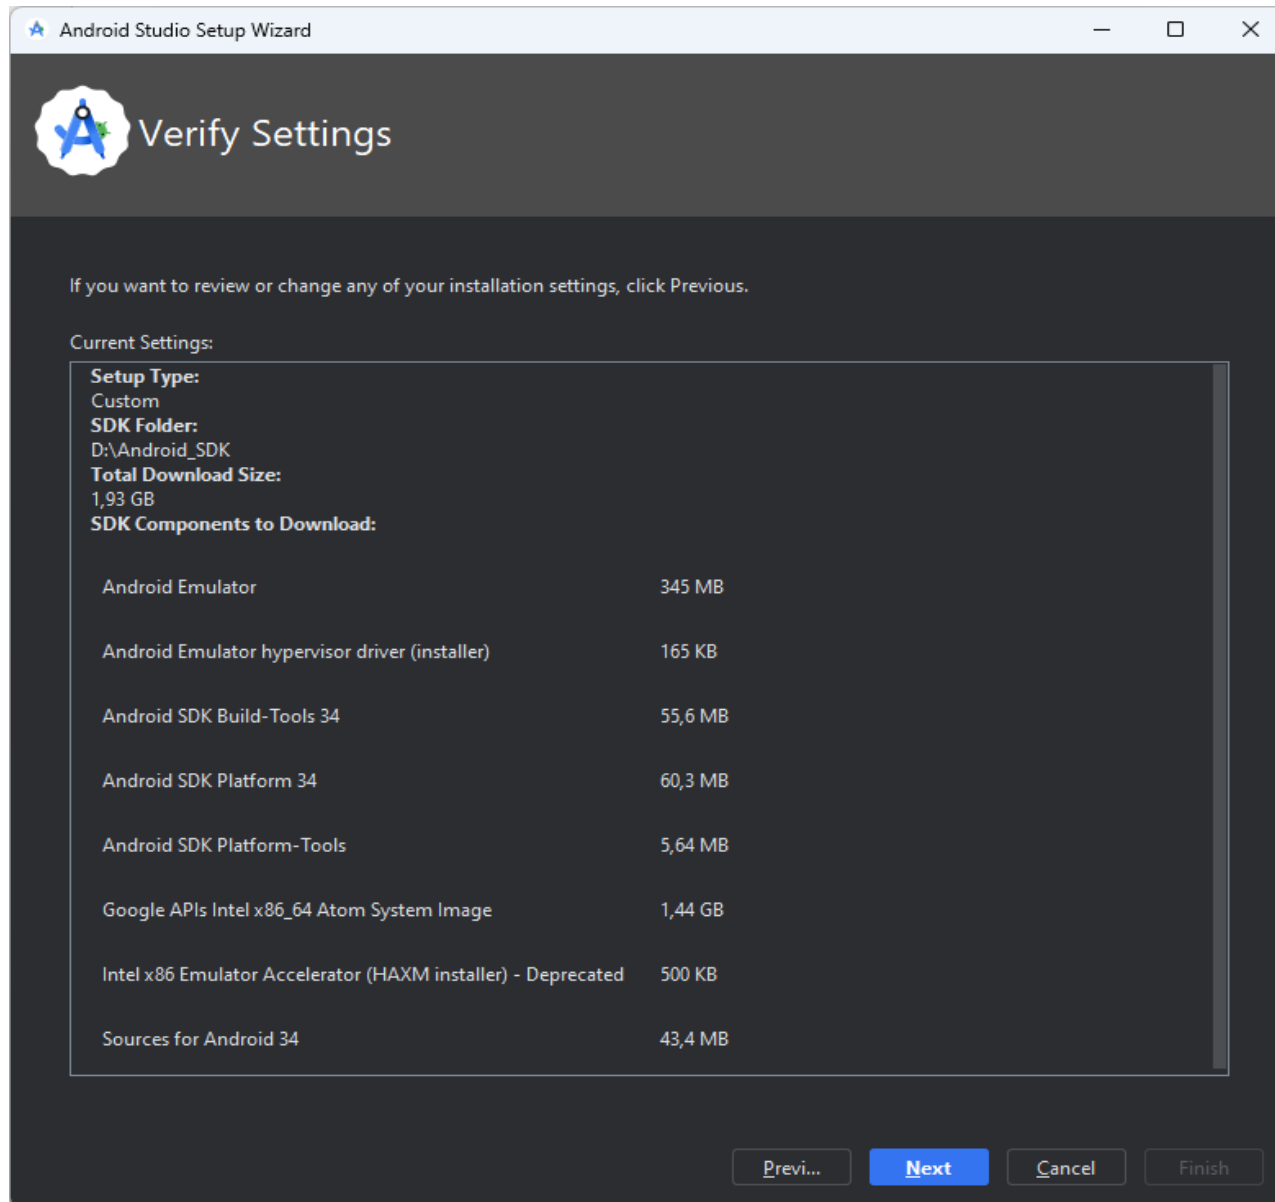 Android Studio Setup Wizard
Verify Settings
If you want to review or change any of your installation settings, click Previous.
Current Settings:
Setup Type:
Custom
SDK Folder:
D:\Android_SDK
Total Download Size:
1,93 GB
SDK Components to Download:
Android Emulator 345 MB
Android Emulator hypervisor driver (installer) 165 KB
Android SDK Build-Tools 34 55,6 MB
Android SDK Platform 34 60,3 MB
Android SDK Platform-Tools 5,64 MB
Google APIs Intel x86_64 Atom System Image 1,44 GB
Intel x86 Emulator Accelerator (HAXM installer) - Deprecated 500 KB
Sources for Android 34 43,4 MB
Previ... Next Cancel Finish